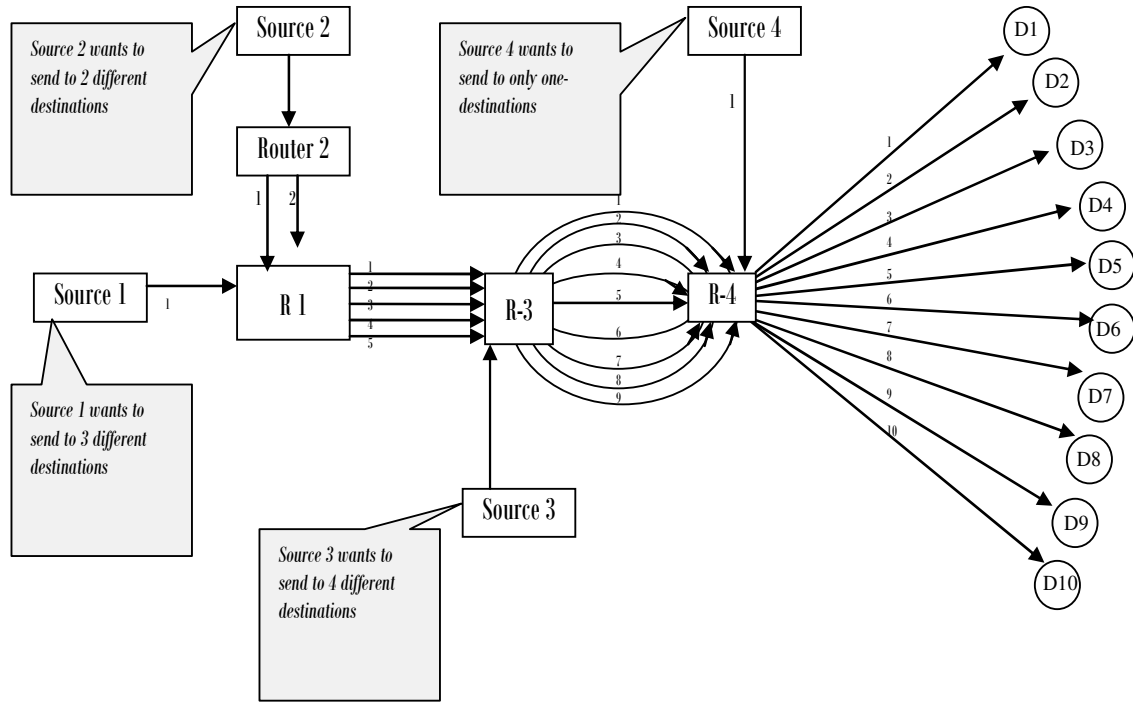 Source 2 wants to
send to 2 different
destinations
Source 2
Source 4 wants to
send to only one-
destinations
Source 4
1
Router 2
1
2
Source 1
1
R 1
1
2
3
4
5
R-3
1
2
3
4
5
6
7
8
9
R-4
1
2
3
4
5
6
7
8
9
10
D1
D2
D3
D4
D5
D6
D7
D8
D9
D10
Source 1 wants to
send to 3 different
destinations
Source 3
Source 3 wants to
send to 4 different
destinations